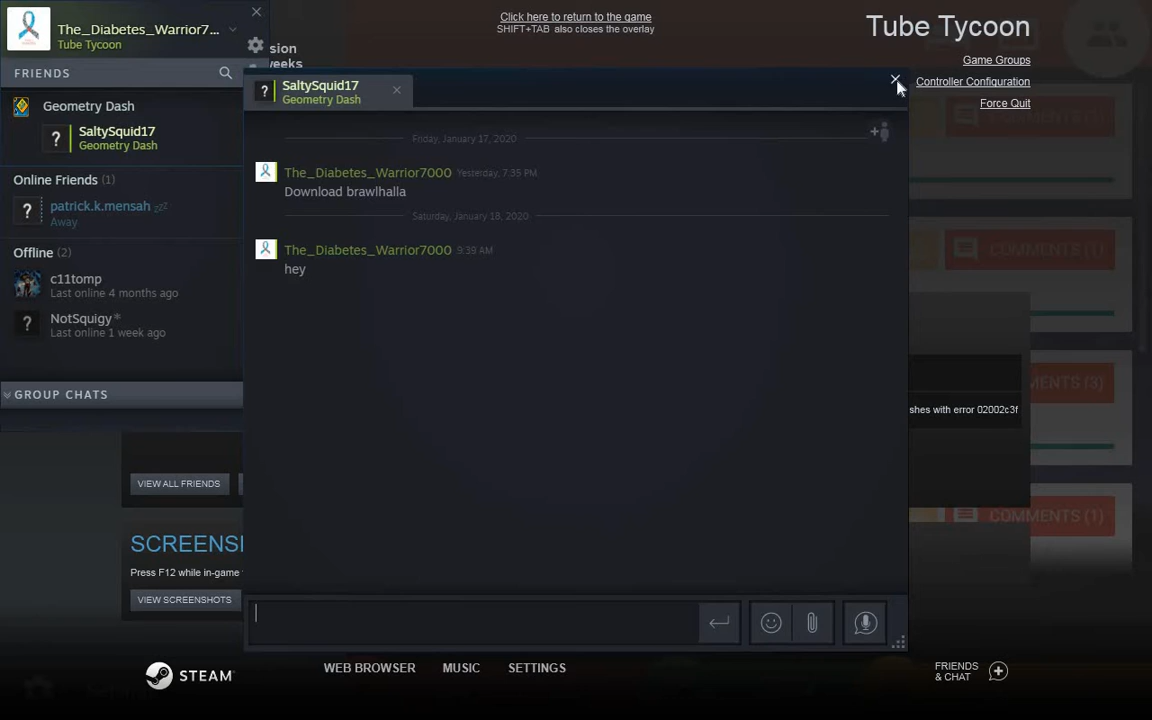 The_Diabetes_Warrior7...
Tube Tycoon
FRIENDS
Geometry Dash
SaltySquid17
Geometry Dash
Online Friends (1)
patrick.k.mensah zzz
Away
Offline (2)
c11tomp
Last online 4 months ago
NotSquigy*
Last online 1 week ago
GROUP CHATS
VIEW ALL FRIENDS
Press F12 while in-game
VIEW SCREENSHOTS
Click here to return to the game
SHIFT+TAB also closes the overlay
Tube Tycoon
Game Groups
Controller Configuration
Force Quit
weeks
SaltySquid17
Geometry Dash
Friday, January 17, 2020
The_Diabetes_Warrior7000 Yesterday, 7:35 PM
Download brawlhalla
Saturday, January 18, 2020
The_Diabetes_Warrior7000 9:39 AM
hey
COMMENTS (1)
MENTS (3)
shes with error 02002c3f
COMMENTS (1)
STEAM
WEB BROWSER
MUSIC
SETTINGS
FRIENDS
& CHAT